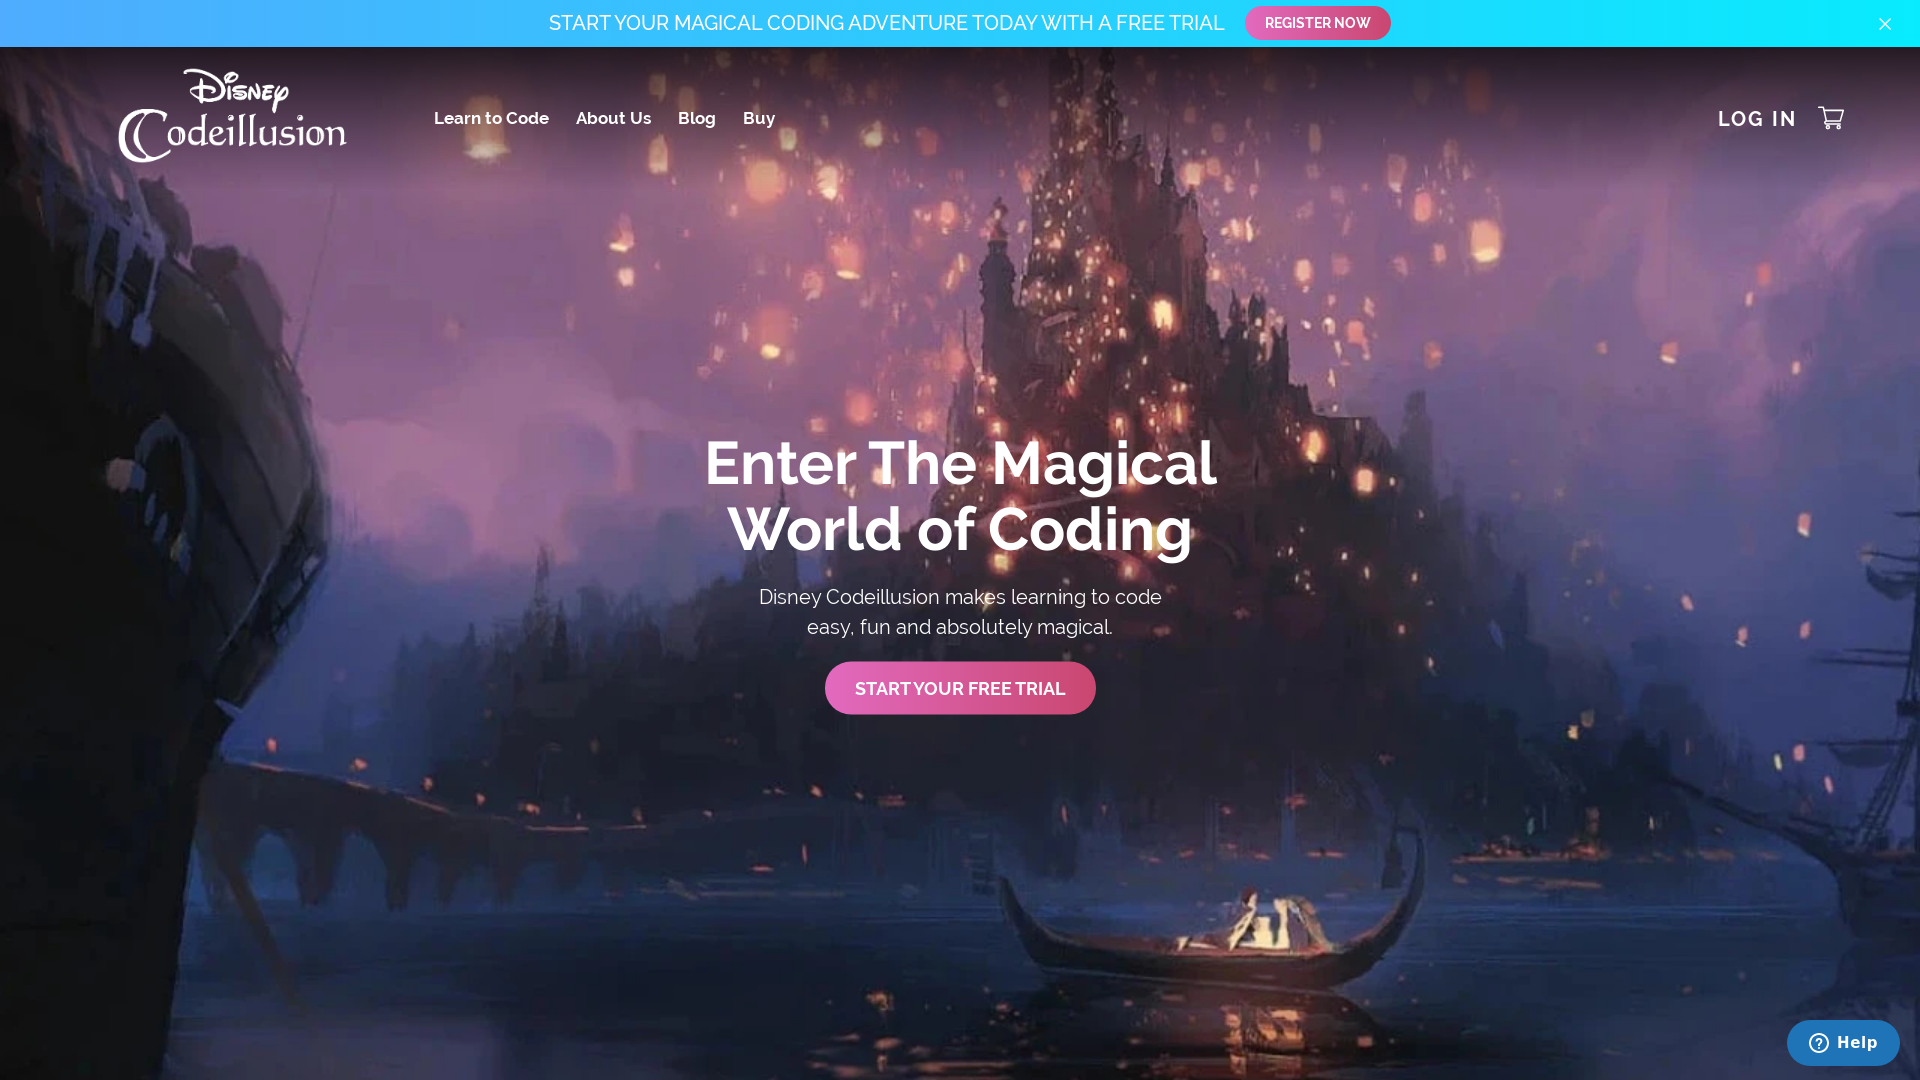 START YOUR MAGICAL CODING ADVENTURE TODAY WITH A FREE TRIAL REGISTER NOW
Disney
Codeillusion
Learn to Code About Us Blog Buy
LOG IN
Enter The Magical
World of Coding
Disney Codeillusion makes learning to code
easy, fun and absolutely magical.
START YOUR FREE TRIAL
Help